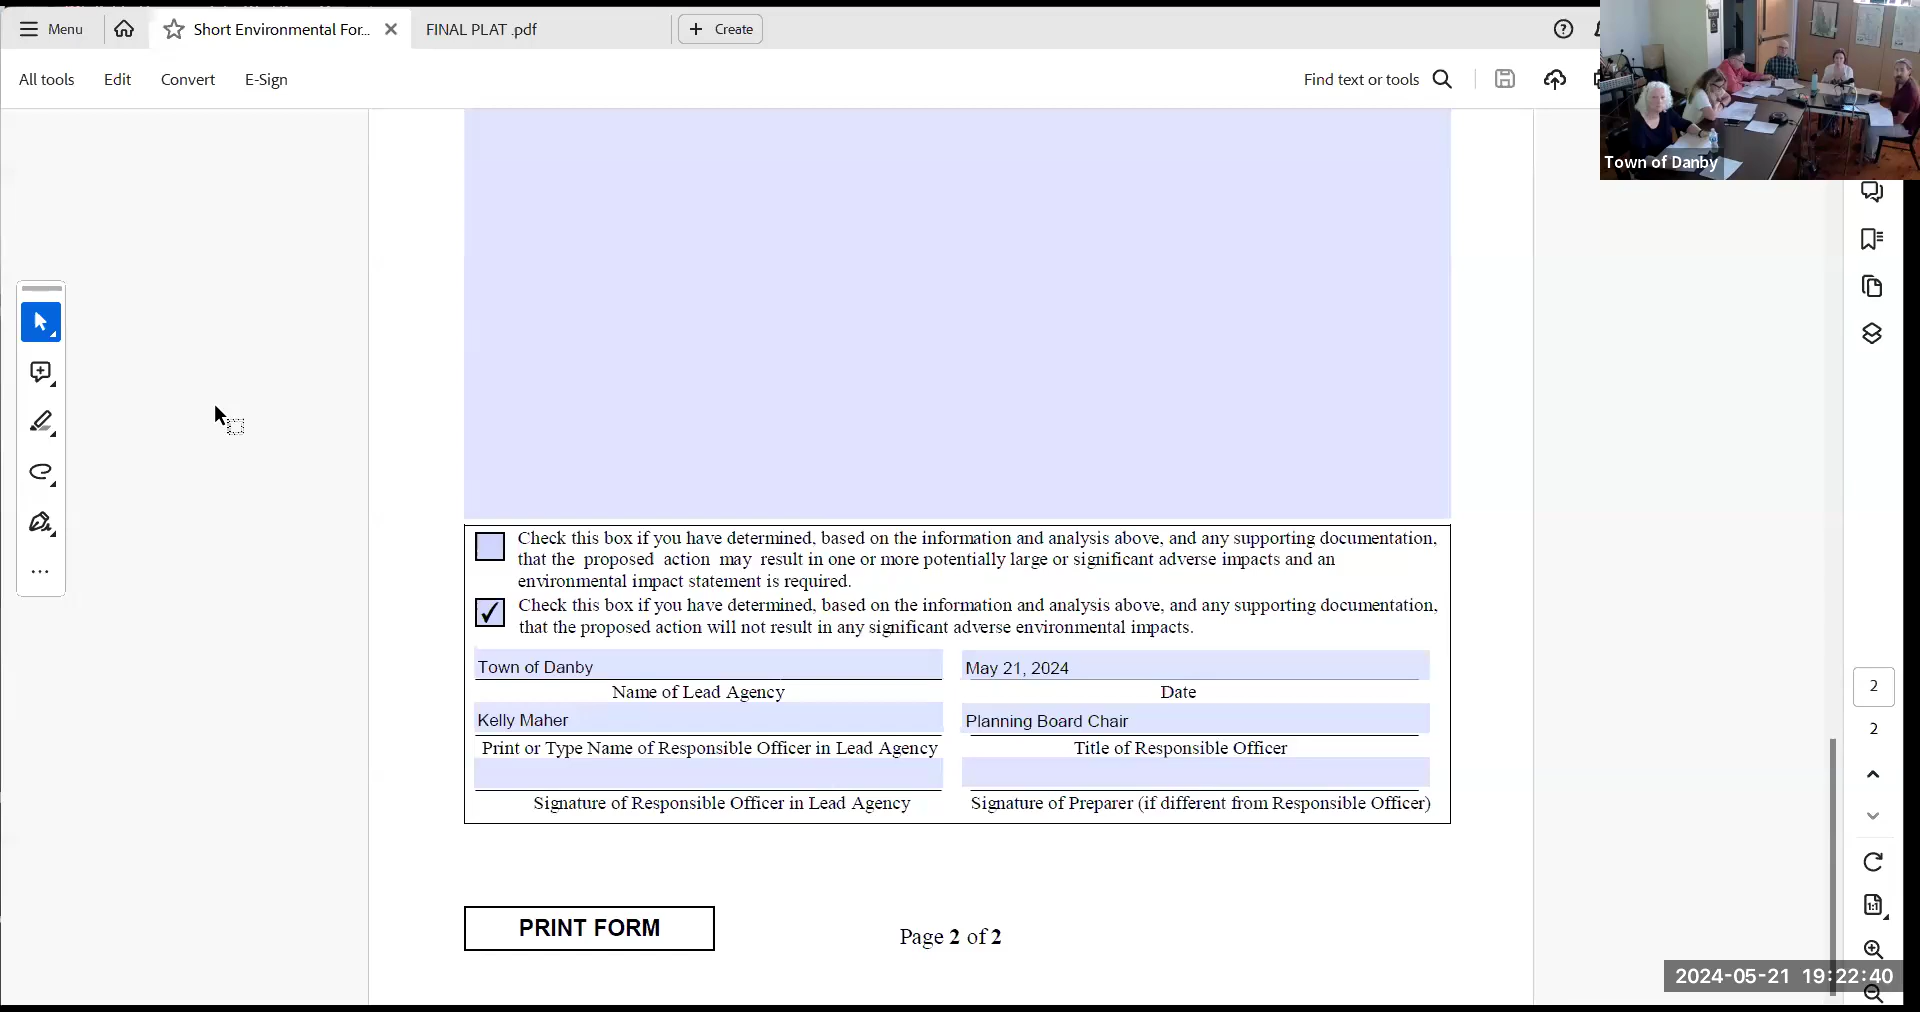 Menu
Short Environmental For...
FINAL PLAT .pdf
Create
All tools
Edit
Convert
E-Sign
Find text or tools
Town of Danby
Check this box if you have determined, based on the information and analysis above, and any supporting documentation,
that the proposed action may result in one or more potentially large or significant adverse impacts and an
environmental impact statement is required.
Check this box if you have determined, based on the information and analysis above, and any supporting documentation,
that the proposed action will not result in any significant adverse environmental impacts.
Town of Danby
May 21, 2024
Name of Lead Agency
Date
Kelly Maher
Planning Board Chair
Print or Type Name of Responsible Officer in Lead Agency
Title of Responsible Officer
Signature of Responsible Officer in Lead Agency
Signature of Preparer (if different from Responsible Officer)
PRINT FORM
Page 2 of 2
2
2
1:1
2024-05-21 19:22:40